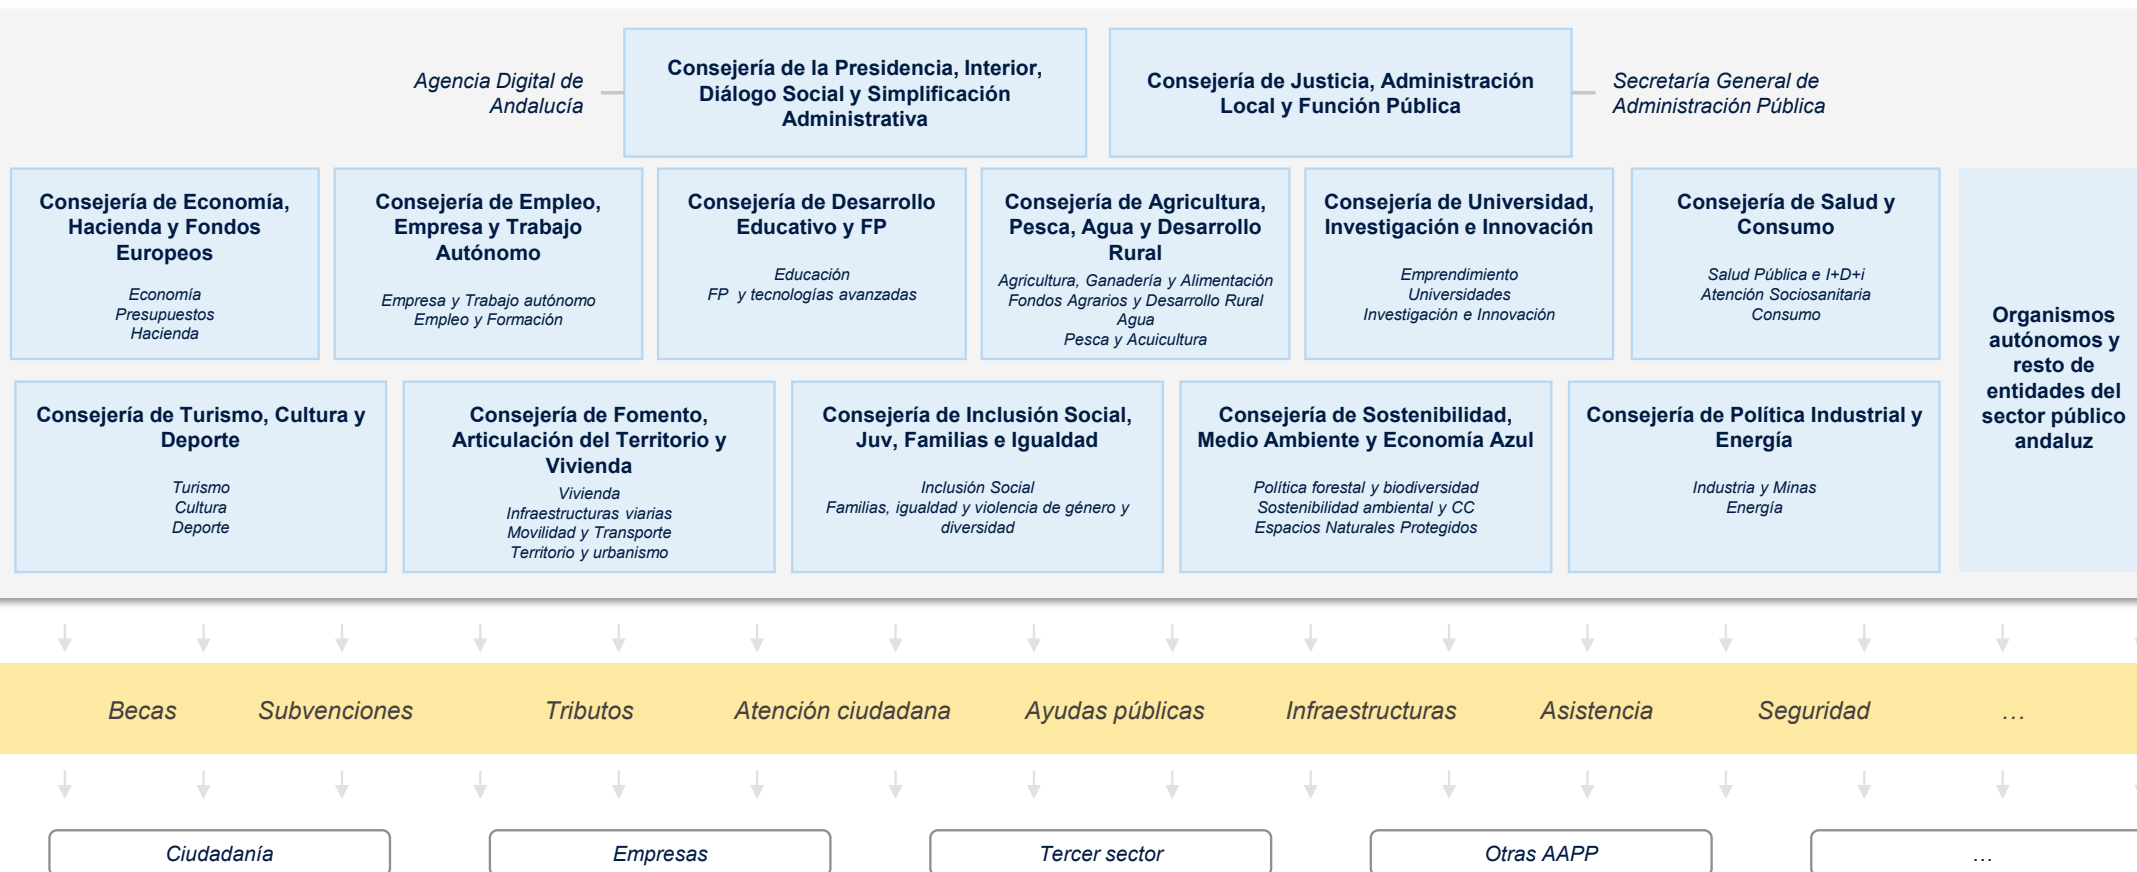 Agencia Digital de
Andalucía
Consejería de la Presidencia, Interior,
Diálogo Social y Simplificación
Administrativa
Consejería de Justicia, Administración
Local y Función Pública
Secretaría General de
Administración Pública
Consejería de Economía,
Hacienda y Fondos
Europeos
Economía
Presupuestos
Hacienda
Consejería de Empleo,
Empresa y Trabajo
Autónomo
Empresa y Trabajo autónomo
Empleo y Formación
Consejería de Desarrollo
Educativo y FP
Educación
FP y tecnologías avanzadas
Consejería de Agricultura,
Pesca, Agua y Desarrollo
Rural
Agricultura, Ganadería y Alimentación
Fondos Agrarios y Desarrollo Rural
Agua
Pesca y Acuicultura
Consejería de Universidad,
Investigación e Innovación
Emprendimiento
Universidades
Investigación e Innovación
Consejería de Salud y
Consumo
Salud Pública e I+D+i
Atención Sociosanitaria
Consumo
Organismos
autónomos y
resto de
entidades del
sector público
andaluz
Consejería de Turismo, Cultura y
Deporte
Turismo
Cultura
Deporte
Consejería de Fomento,
Articulación del Territorio y
Vivienda
Vivienda
Infraestructuras viarias
Movilidad y Transporte
Territorio y urbanismo
Consejería de Inclusión Social,
Juv, Familias e Igualdad
Inclusión Social
Familias, igualdad y violencia de género y
diversidad
Consejería de Sostenibilidad,
Medio Ambiente y Economía Azul
Política forestal y biodiversidad
Sostenibilidad ambiental y CC
Espacios Naturales Protegidos
Consejería de Política Industrial y
Energía
Industria y Minas
Energía
Becas
Subvenciones
Tributos
Atención ciudadana
Ayudas públicas
Infraestructuras
Asistencia
Seguridad
…
Ciudadanía
Empresas
Tercer sector
Otras AAPP
…